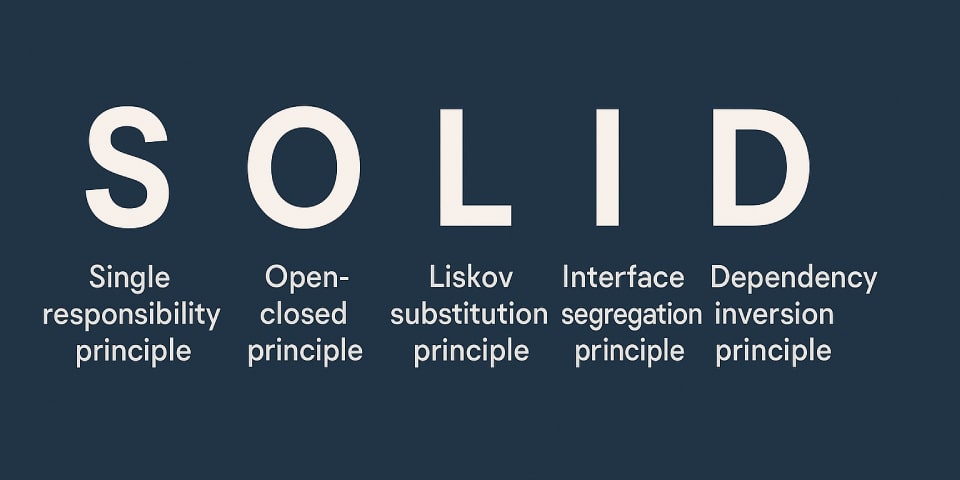 S O L I D
Single responsibility principle
Open-closed principle
Liskov substitution principle
Interface segregation principle
Dependency inversion principle